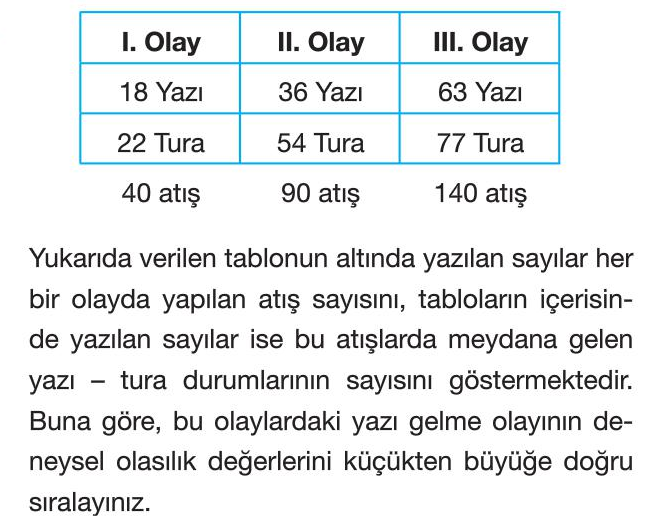 I. Olay II. Olay III. Olay
18 Yazı 36 Yazı 63 Yazı
22 Tura 54 Tura 77 Tura
40 atış 90 atış 140 atış
Yukarıda verilen tablonun altında yazılan sayılar her
bir olayda yapılan atış sayısını, tabloların içerisin-
de yazılan sayılar ise bu atışlarda meydana gelen
yazı – tura durumlarının sayısını göstermektedir.
Buna göre, bu olaylardaki yazı gelme olayının de-
neysel olasılık değerlerini küçükten büyüğe doğru
sıralayınız.